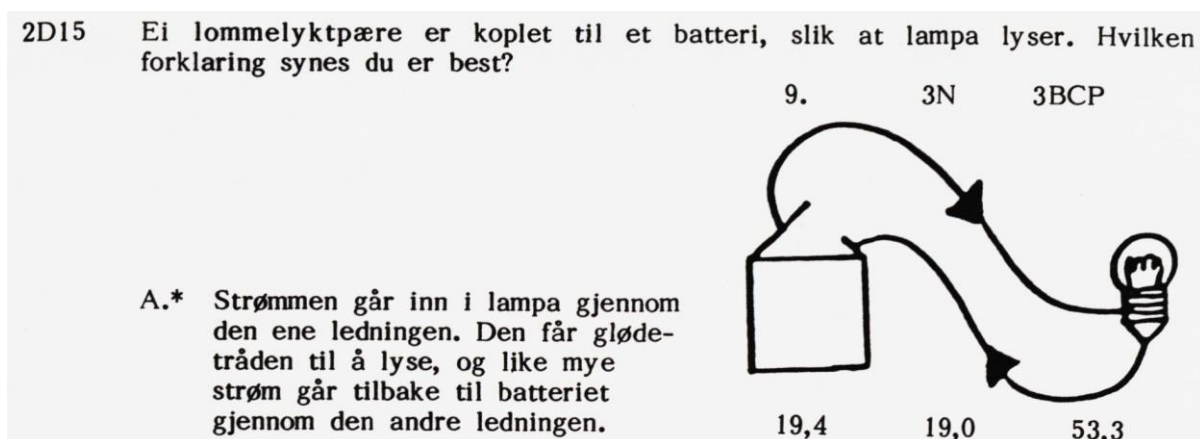 2D15 Ei lommelyktpære er koplet til et batteri, slik at lampa lyser. Hvilken
forklaring synes du er best?
9. 3N 3BCP
A.* Strømmen går inn i lampa gjennom
den ene ledningen. Den får gløde-
tråden til å lyse, og like mye
strøm går tilbake til batteriet
gjennom den andre ledningen.
19,4 19,0 53,3